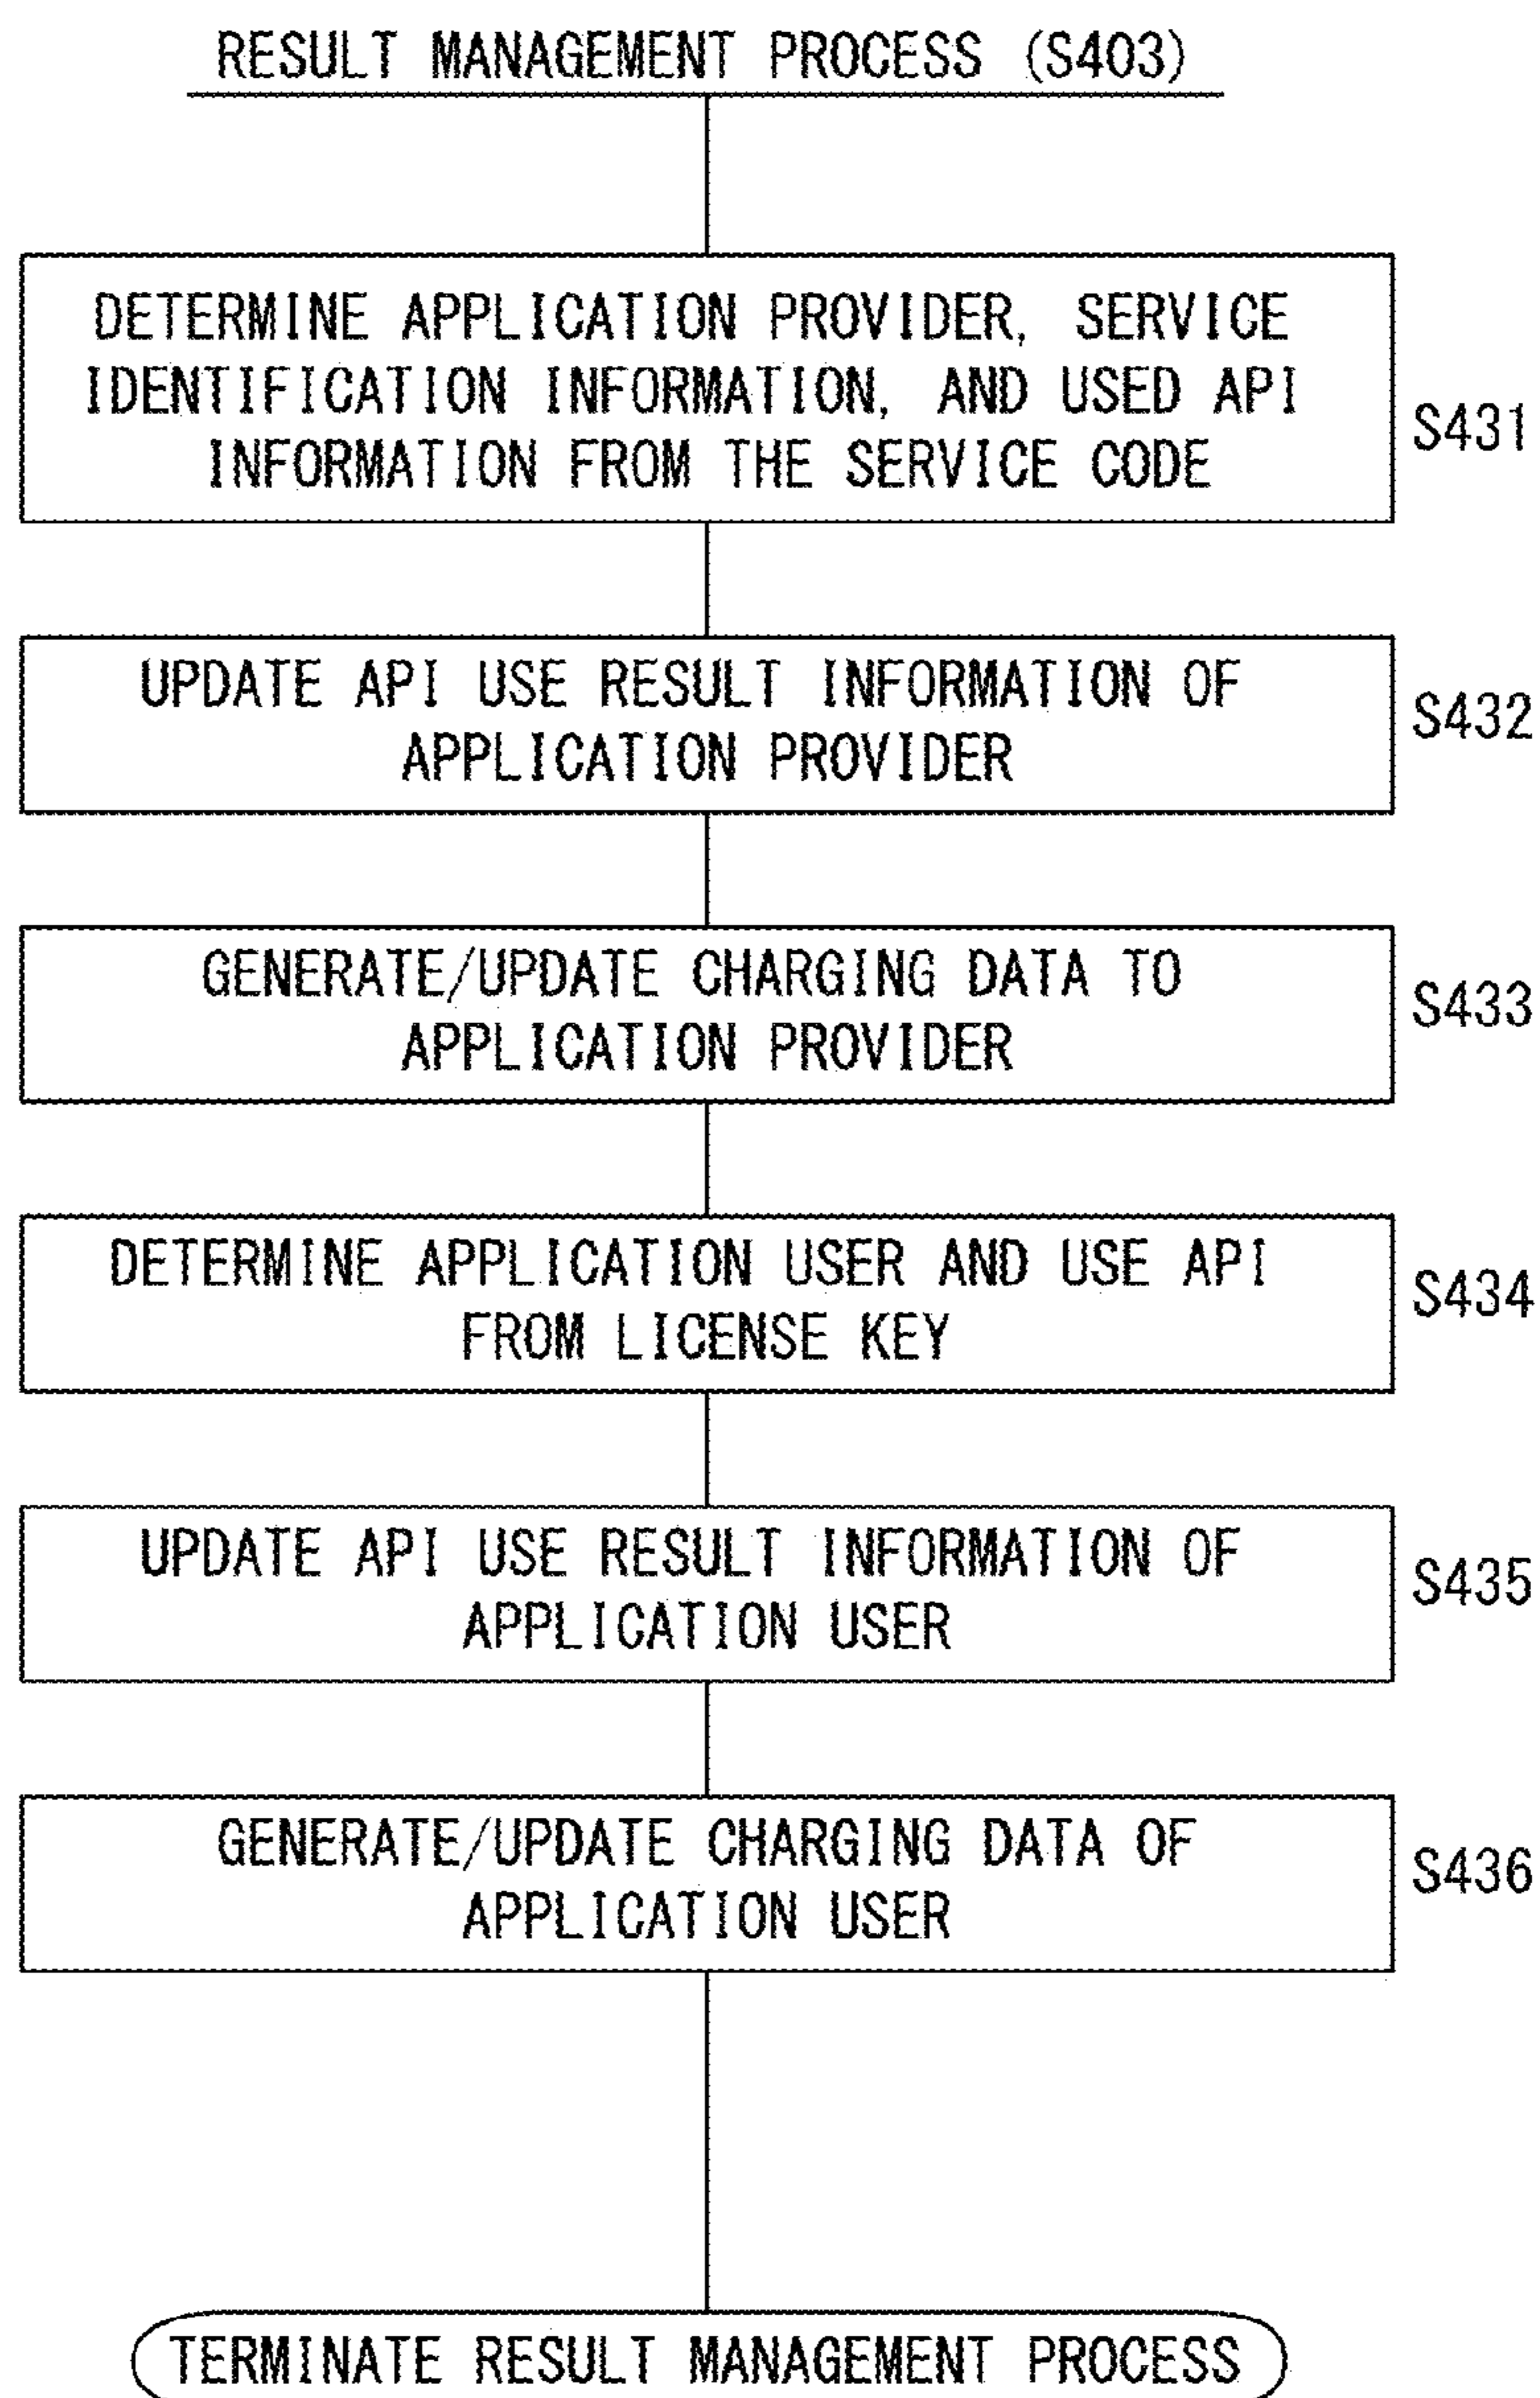 RESULT MANAGEMENT PROCESS (S403)
DETERMINE APPLICATION PROVIDER, SERVICE
IDENTIFICATION INFORMATION, AND USED API
INFORMATION FROM THE SERVICE CODE
S431
UPDATE API USE RESULT INFORMATION OF
APPLICATION PROVIDER
S432
GENERATE/UPDATE CHARGING DATA TO
APPLICATION PROVIDER
S433
DETERMINE APPLICATION USER AND USE API
FROM LICENSE KEY
S434
UPDATE API USE RESULT INFORMATION OF
APPLICATION USER
S435
GENERATE/UPDATE CHARGING DATA OF
APPLICATION USER
S436
TERMINATE RESULT MANAGEMENT PROCESS